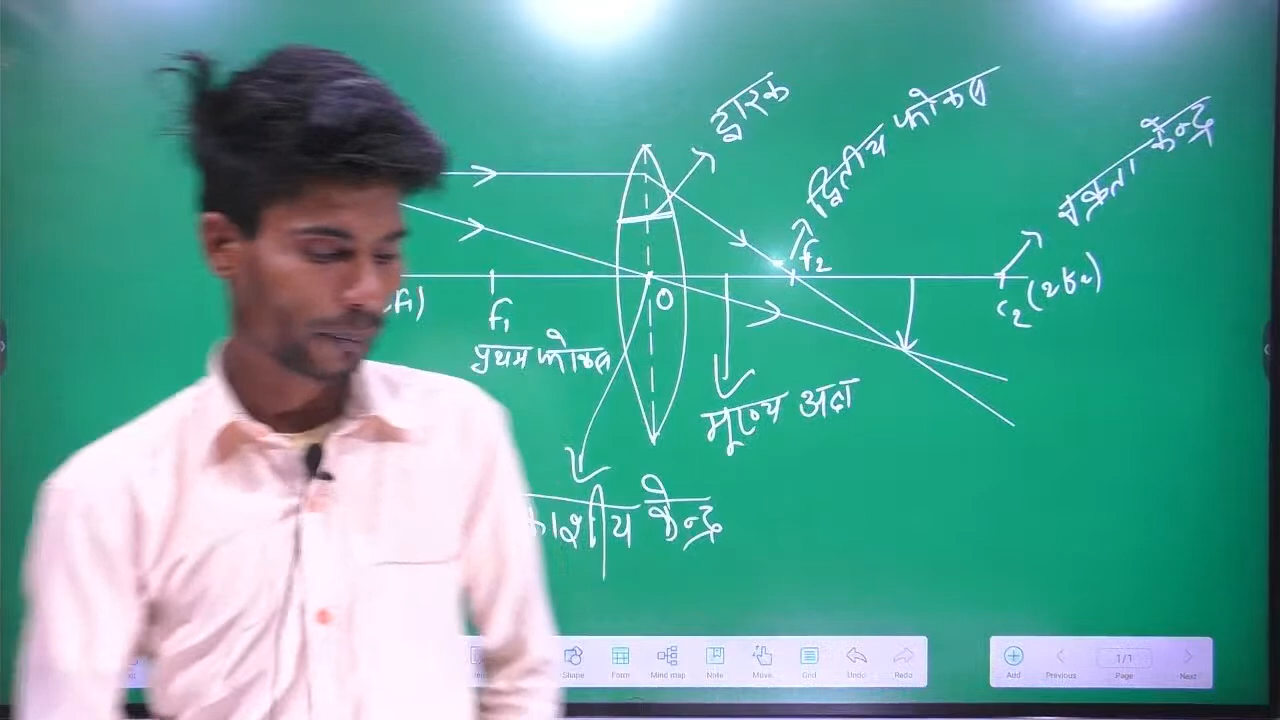 द्वारक
द्वितीय फोकस
वक्रता केन्द्र
F₂
F₁)
F₁
O
C₂ (2F₂)
प्रथम फोकस
मूख्य अक्ष
काशीय केन्द्र
Shape
Form
Mind map
Note
Move
Grid
Undo
Redo
Add
Previous
1/1
Page
Next